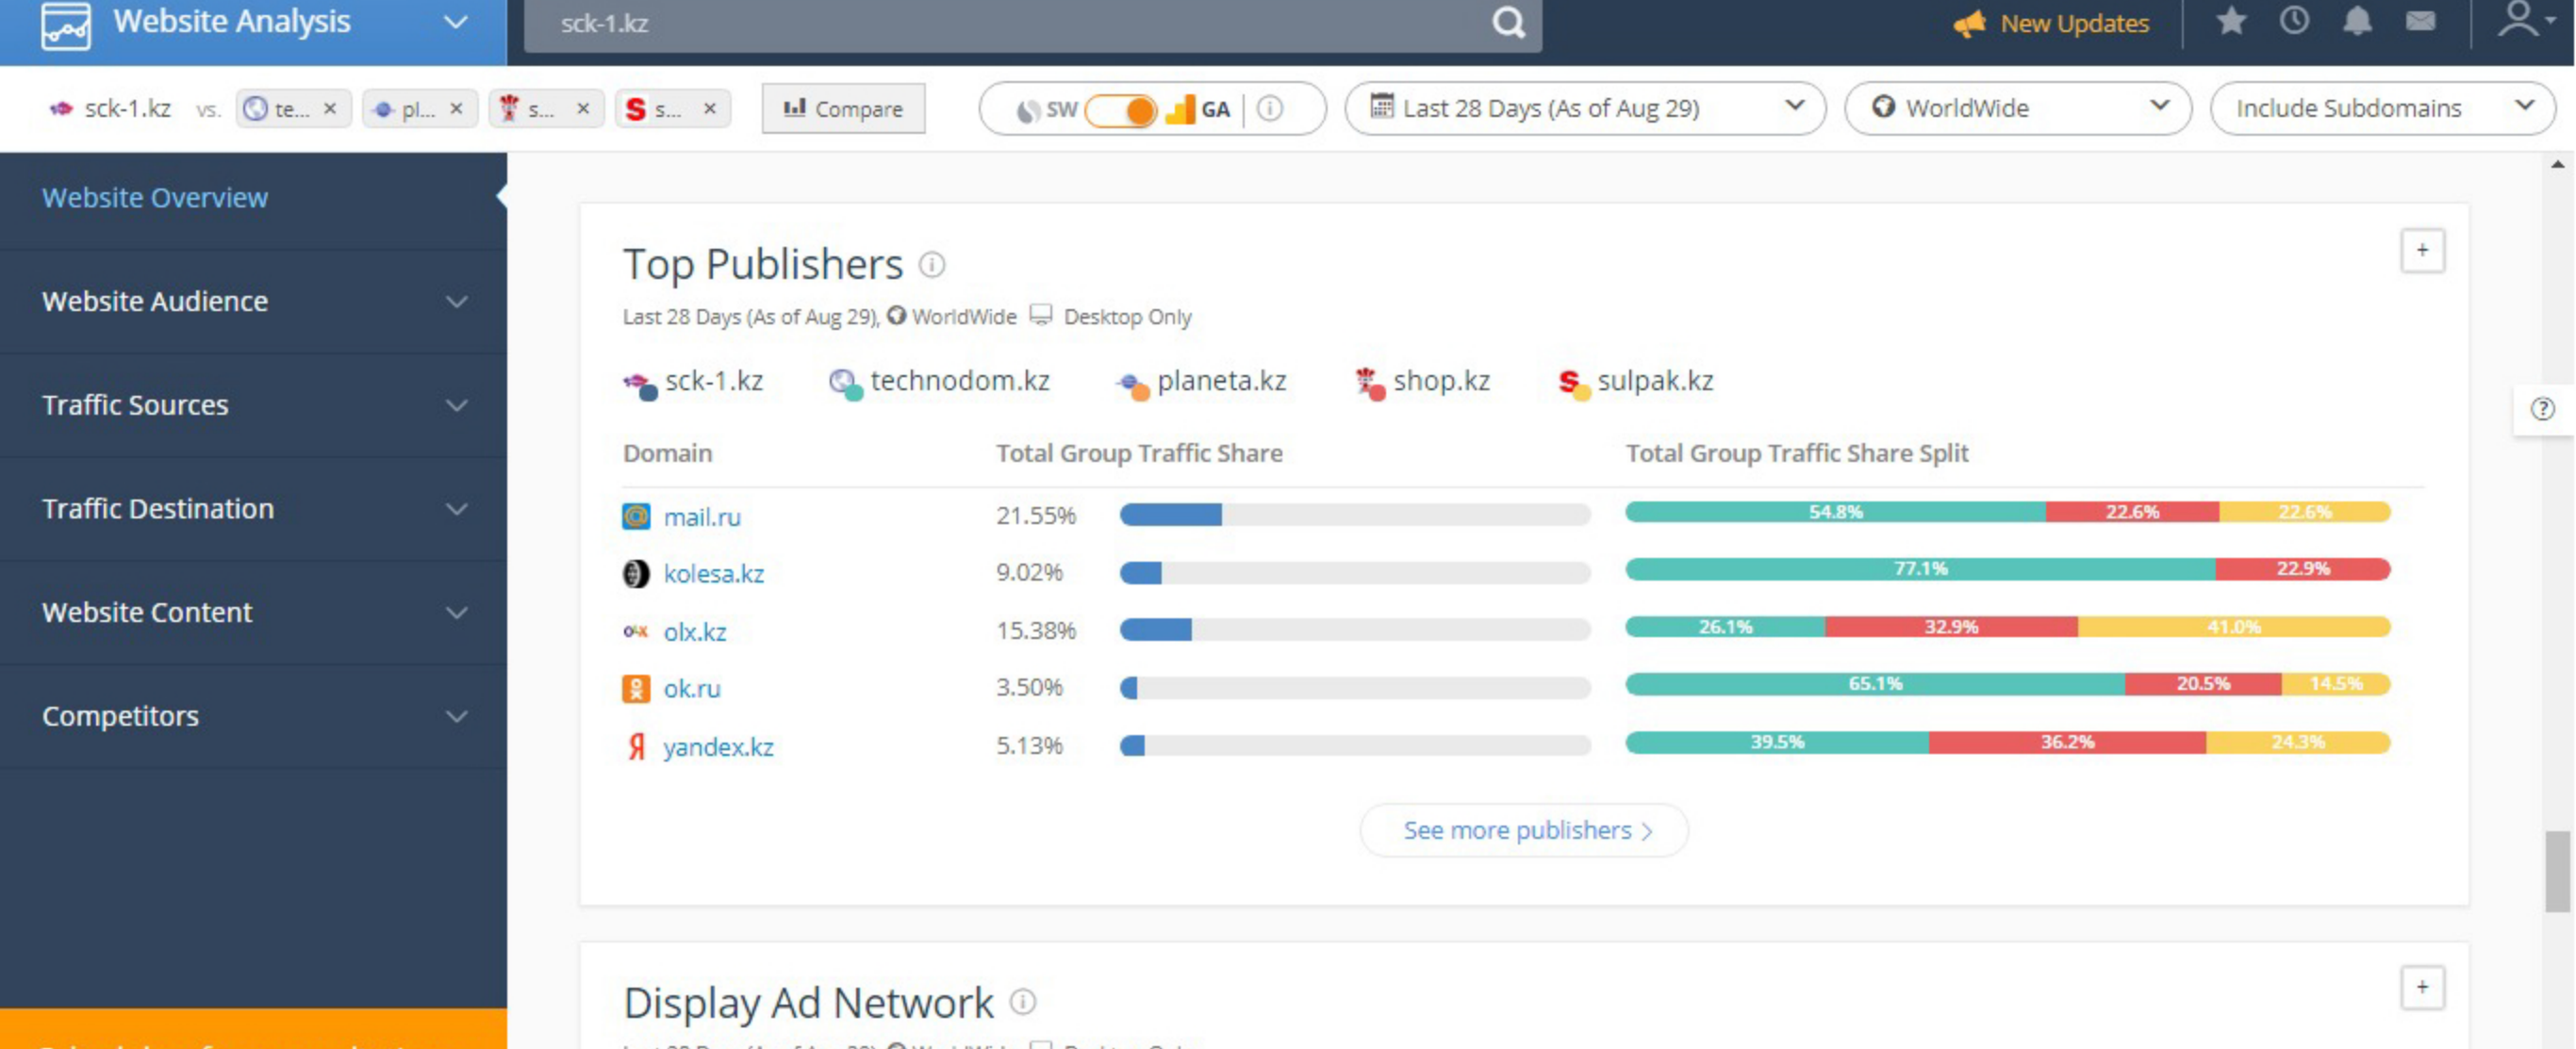 Website Analysis
sck-1.kz
New Updates
sck-1.kz vs. te... × pl... × s... × S s... × Compare
SW GA
Last 28 Days (As of Aug 29)
WorldWide
Include Subdomains
Website Overview
Website Audience
Traffic Sources
Traffic Destination
Website Content
Competitors
Top Publishers
Last 28 Days (As of Aug 29), WorldWide Desktop Only
sck-1.kz technodom.kz planeta.kz shop.kz sulpak.kz
Domain Total Group Traffic Share Total Group Traffic Share Split
mail.ru 21.55% 54.8% 22.6% 22.6%
kolesa.kz 9.02% 77.1% 22.9%
olx.kz 15.38% 26.1% 32.9% 41.0%
ok.ru 3.50% 65.1% 20.5% 14.5%
yandex.kz 5.13% 39.5% 36.2% 24.3%
See more publishers >
Display Ad Network